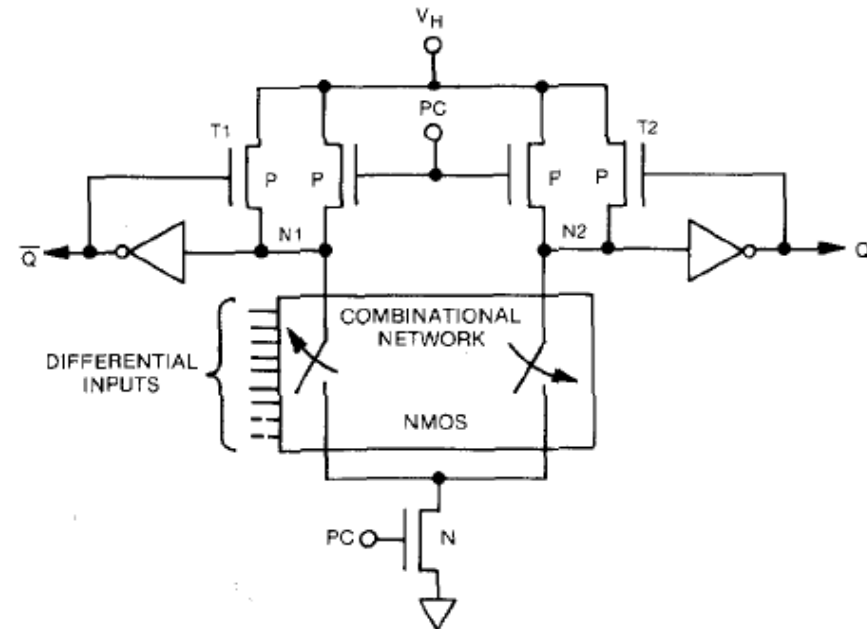 V_H
PC
T1
T2
P
P
P
P
N1
N2
Q̅
Q
COMBINATIONAL
NETWORK
DIFFERENTIAL
INPUTS
NMOS
PC
N